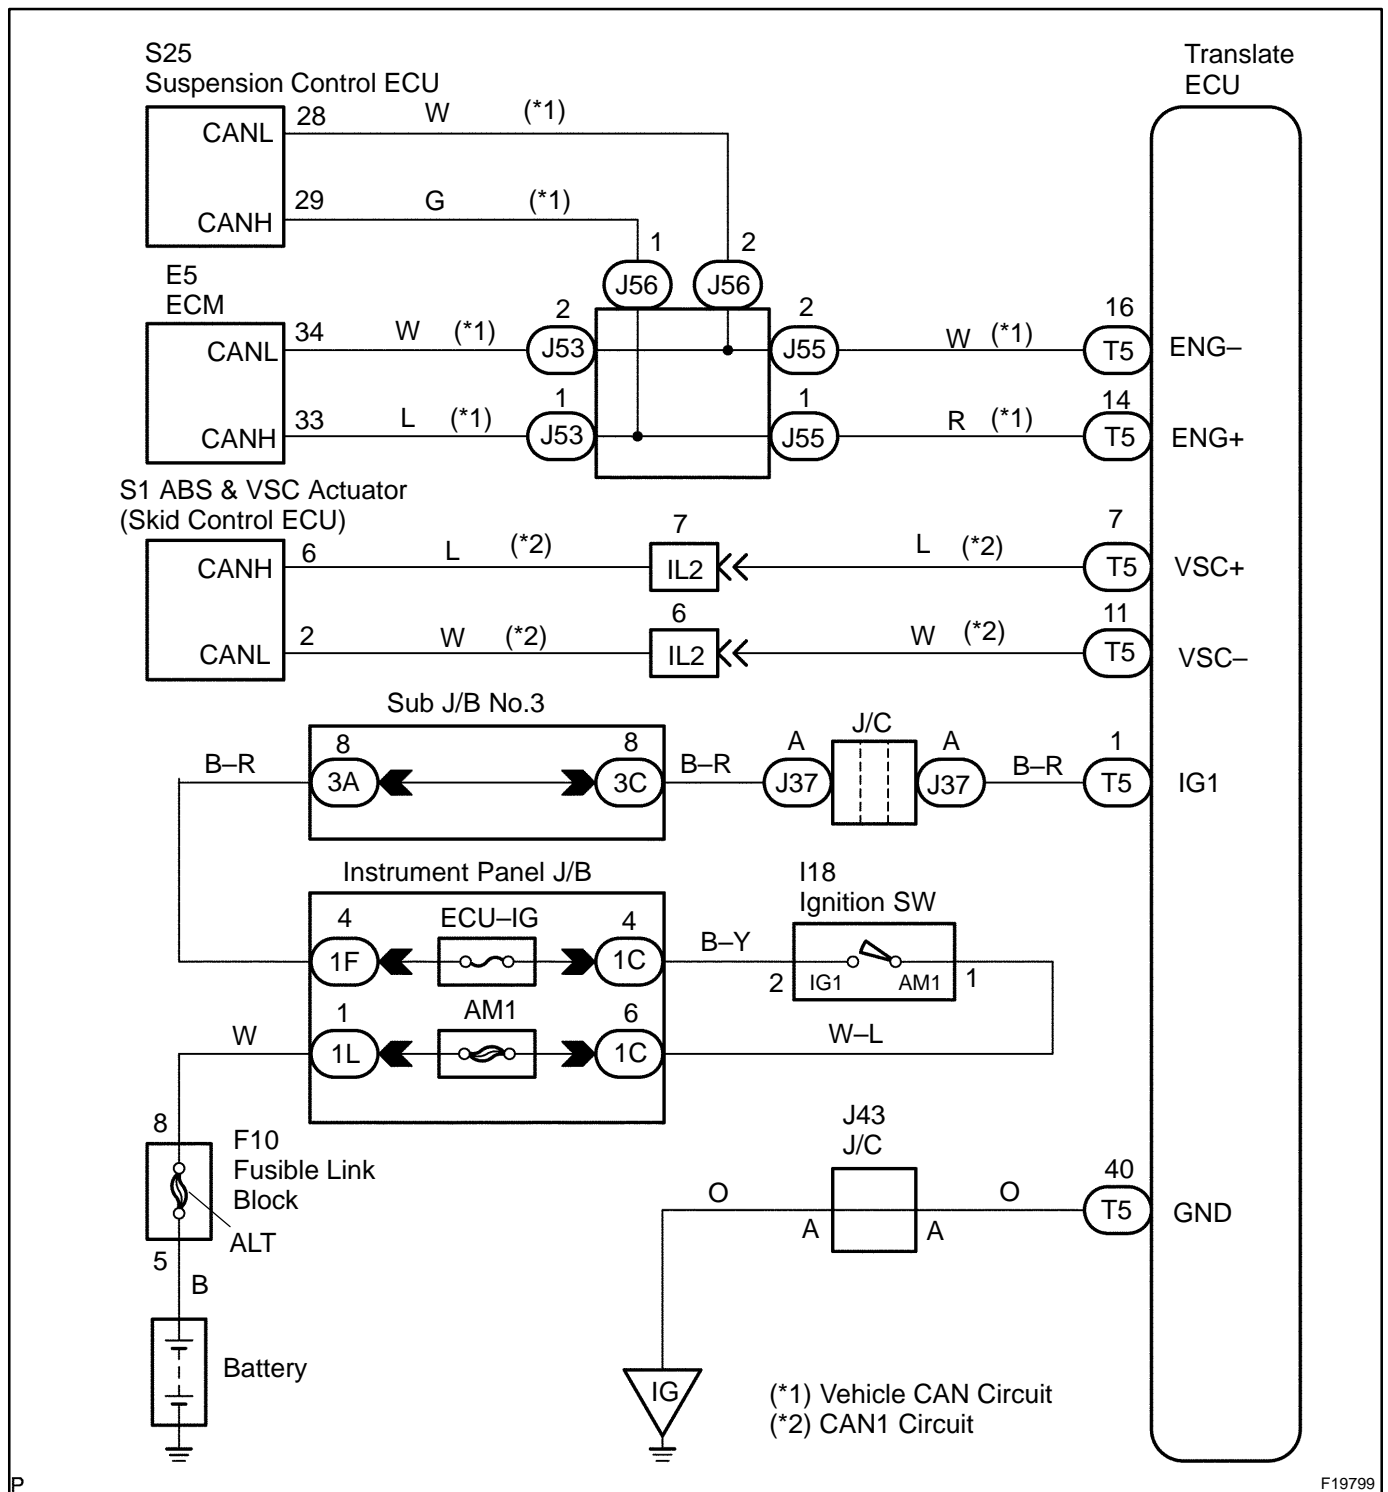 S25
Suspension Control ECU
Translate
ECU
CANL
28
W
(*1)
CANH
29
G
(*1)
1
2
J56
J56
E5
ECM
CANL
34
W
(*1)
2
J53
2
J55
W
(*1)
16
T5
ENG–
CANH
33
L
(*1)
1
J53
1
J55
R
(*1)
14
T5
ENG+
S1 ABS & VSC Actuator
(Skid Control ECU)
CANH
6
L
(*2)
7
IL2
L
(*2)
7
T5
VSC+
CANL
2
W
(*2)
6
IL2
W
(*2)
11
T5
VSC–
Sub J/B No.3
B–R
8
3A
8
3C
B–R
A
J37
J/C
A
J37
B–R
1
T5
IG1
Instrument Panel J/B
4
1F
ECU–IG
4
1C
B–Y
I18
Ignition SW
2
IG1
AM1
1
W
1
1L
AM1
6
1C
W–L
8
F10
Fusible Link
Block
ALT
5
B
Battery
J43
J/C
O
A
A
O
40
T5
GND
IG
(*1) Vehicle CAN Circuit
(*2) CAN1 Circuit
P
F19799